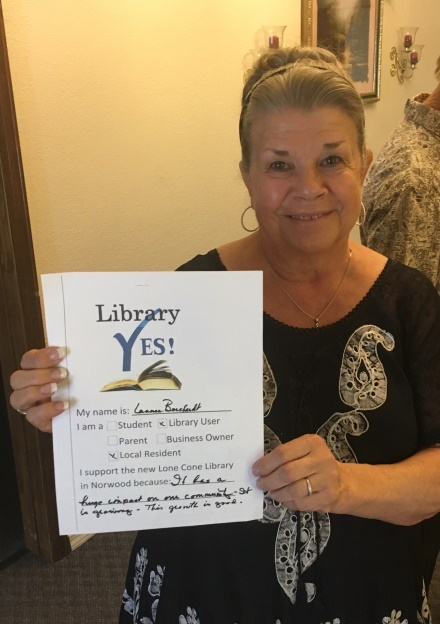 Library
YES!
My name is: Leanne Borchardt
I am a Student x Library User
Parent Business Owner
x Local Resident
I support the new Lone Cone Library
in Norwood because: It has a
huge impact on our community - It
is growing - This growth is good.